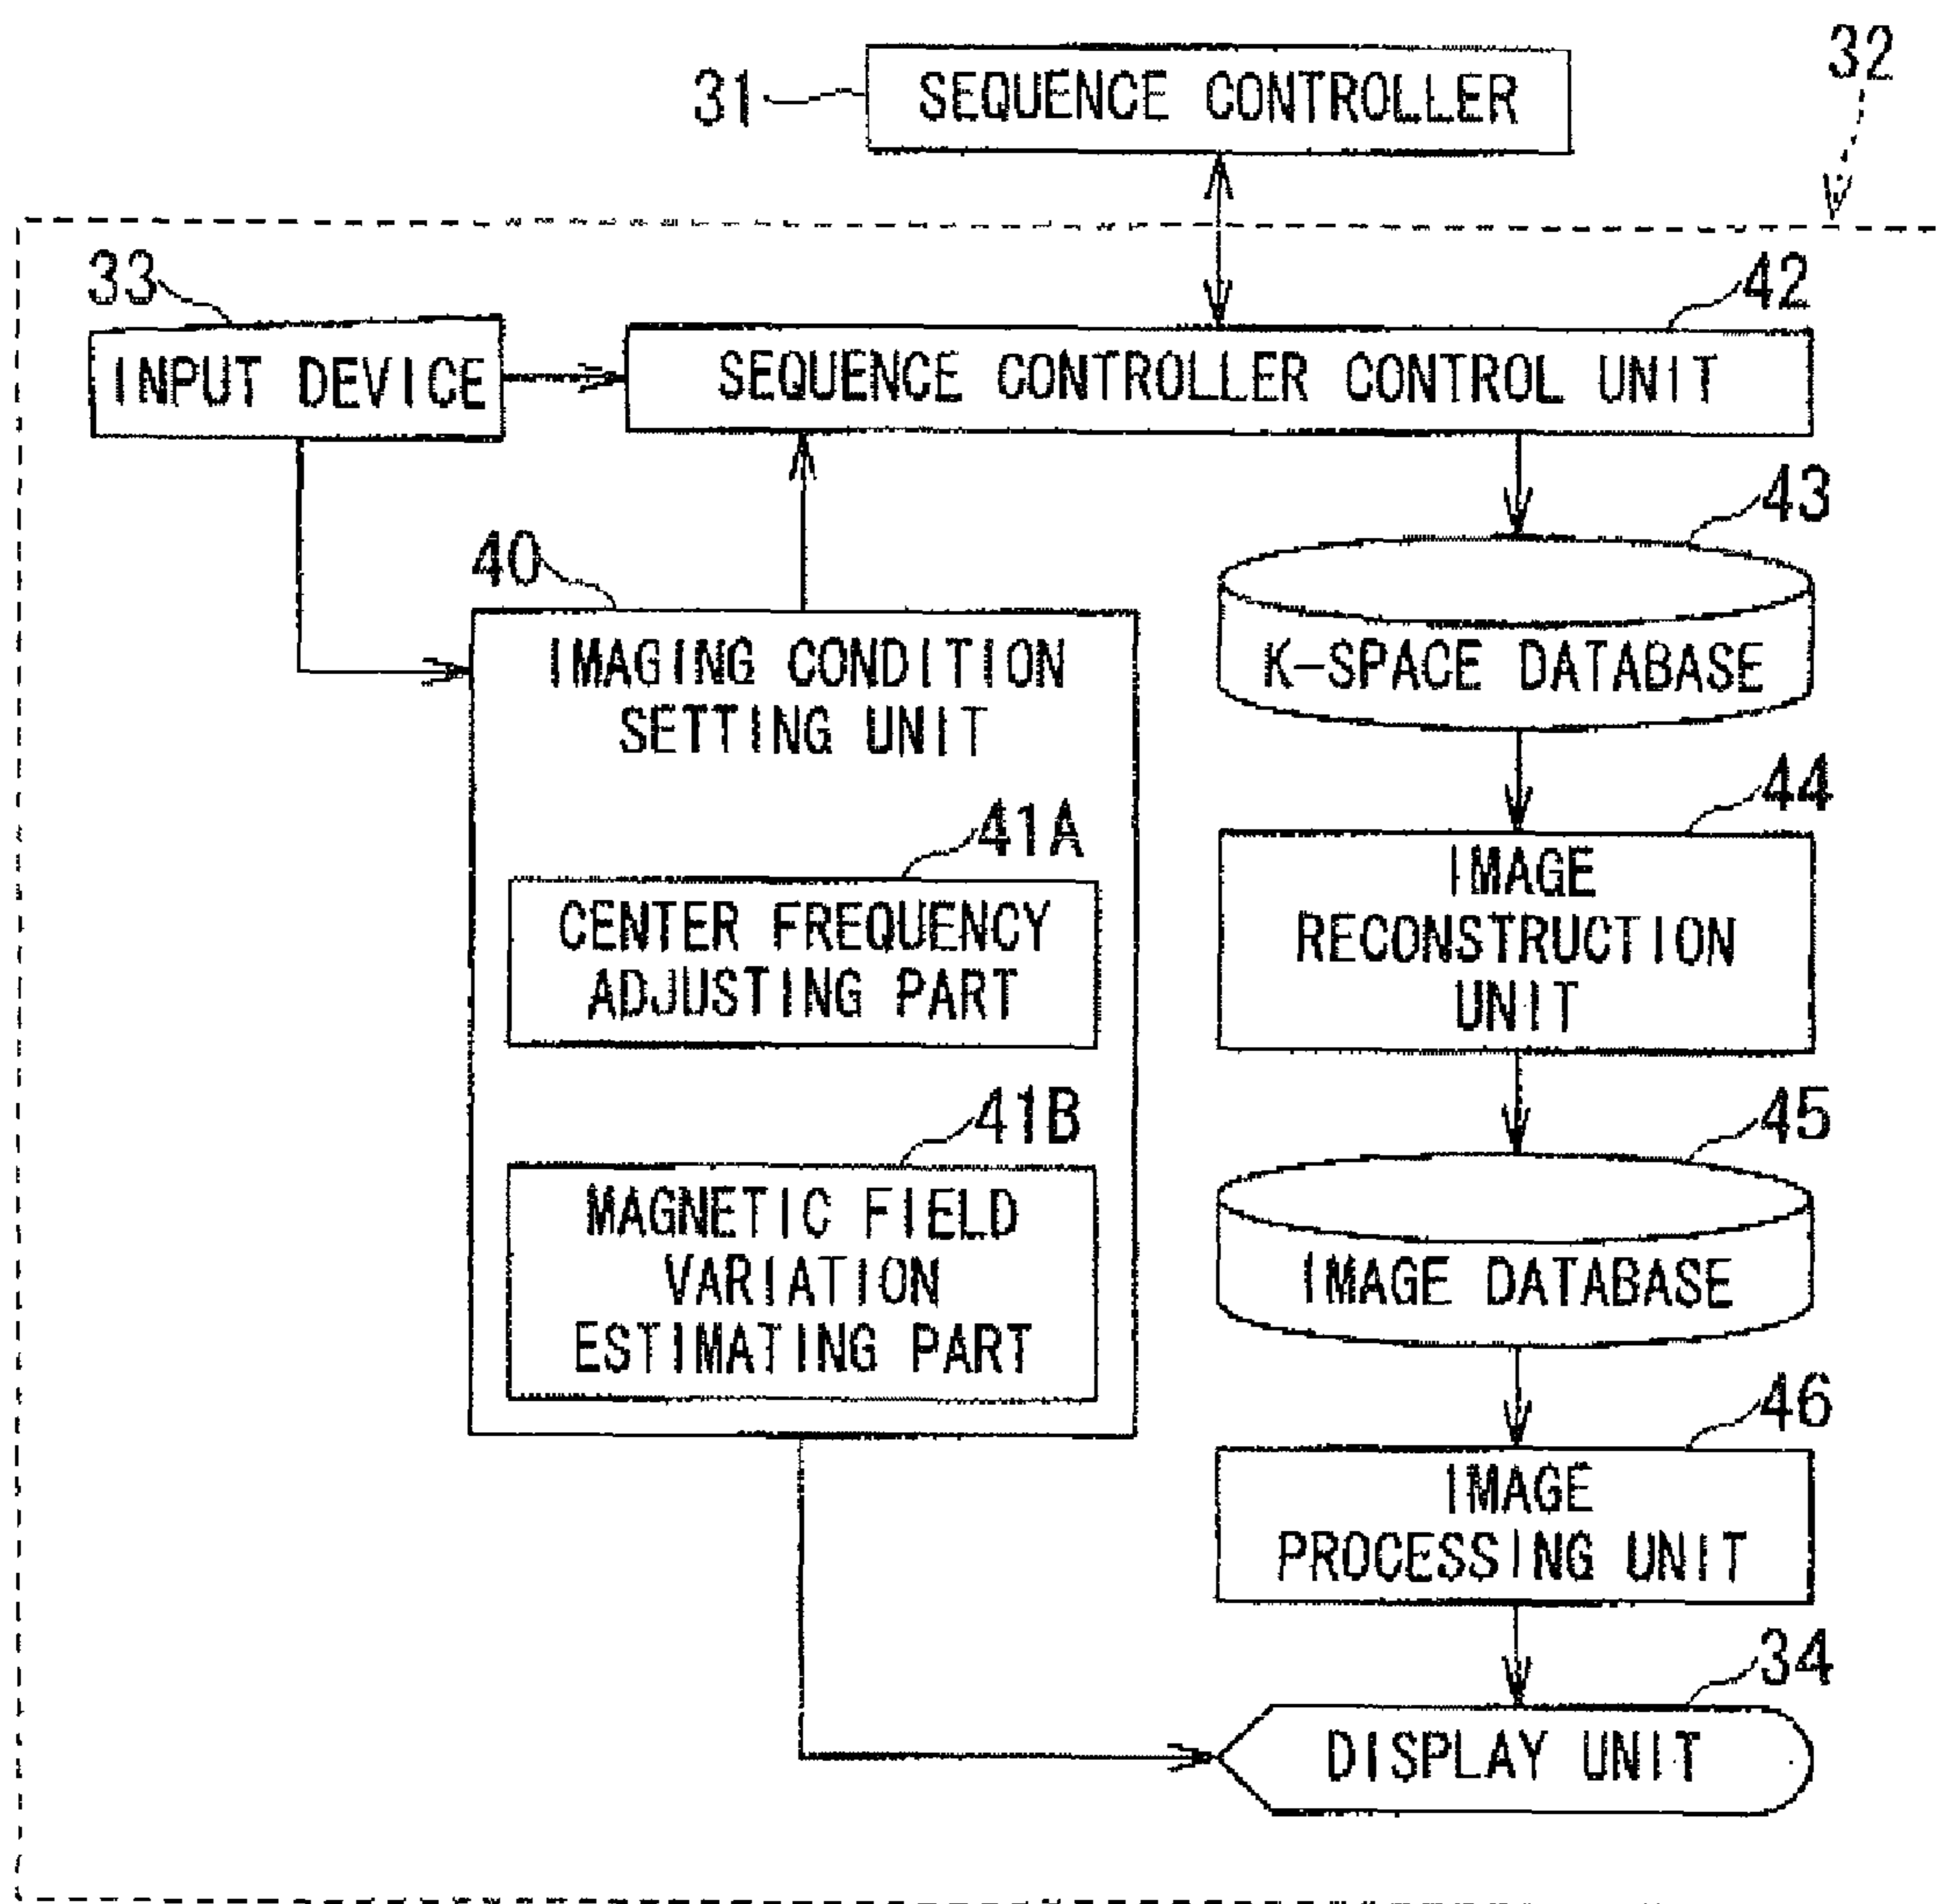 32
31
SEQUENCE CONTROLLER
33
INPUT DEVICE
42
SEQUENCE CONTROLLER CONTROL UNIT
40
IMAGING CONDITION
SETTING UNIT
41A
CENTER FREQUENCY
ADJUSTING PART
41B
MAGNETIC FIELD
VARIATION
ESTIMATING PART
43
K-SPACE DATABASE
44
IMAGE
RECONSTRUCTION
UNIT
45
IMAGE DATABASE
46
IMAGE
PROCESSING UNIT
34
DISPLAY UNIT